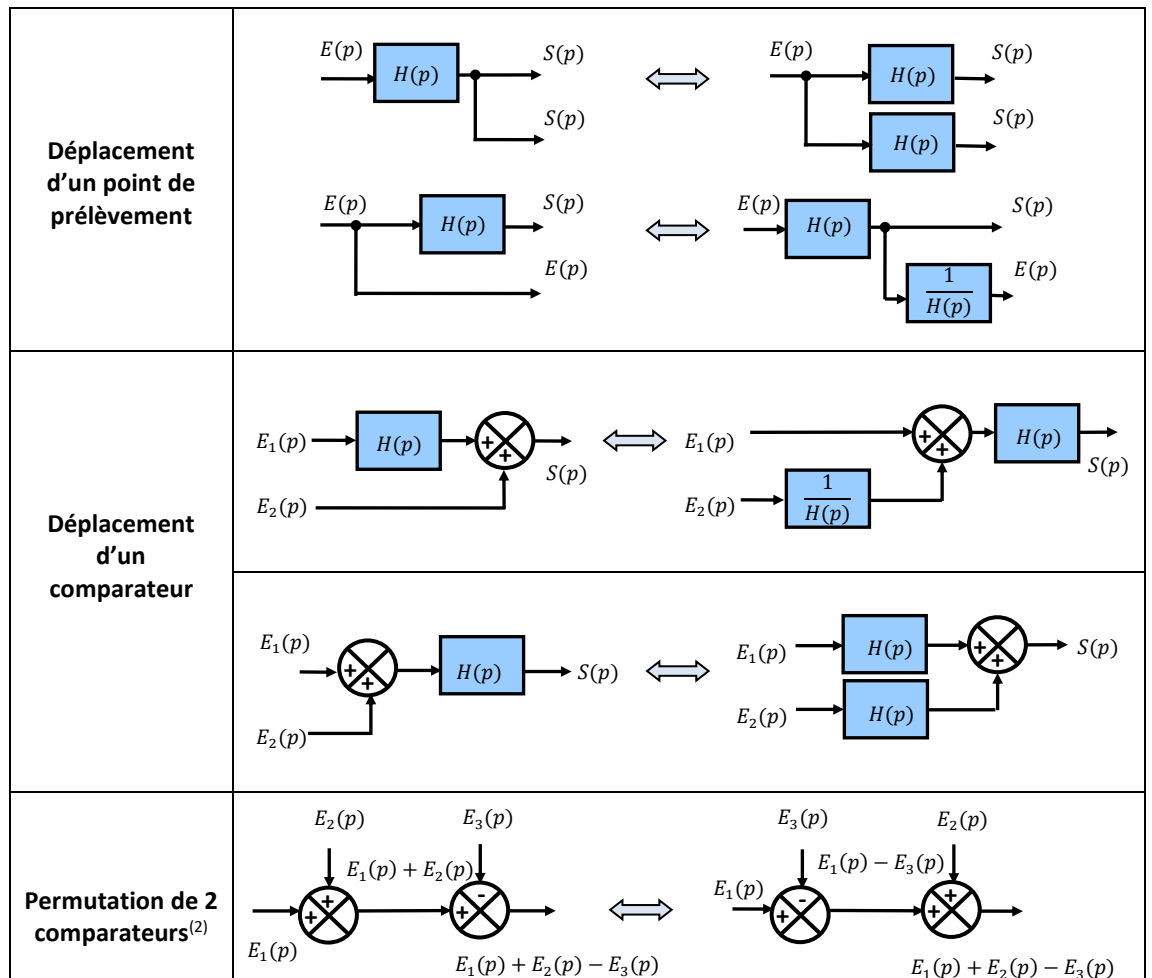 Déplacement
d'un point de
prélèvement
E(p)
H(p)
S(p)
S(p)
E(p)
H(p)
S(p)
H(p)
S(p)
E(p)
H(p)
S(p)
E(p)
E(p)
H(p)
S(p)
1
H(p)
E(p)
Déplacement
d'un
comparateur
E₁(p)
H(p)
+
+
S(p)
E₂(p)
E₁(p)
+
+
H(p)
S(p)
E₂(p)
1
H(p)
E₁(p)
+
+
H(p)
S(p)
E₂(p)
E₁(p)
H(p)
+
+
S(p)
E₂(p)
H(p)
Permutation de 2
comparateurs⁽²⁾
E₂(p)
E₃(p)
E₁(p) + E₂(p)
+
+
+
-
E₁(p)
E₁(p) + E₂(p) − E₃(p)
E₃(p)
E₂(p)
E₁(p) − E₃(p)
E₁(p)
+
-
+
+
E₁(p) + E₂(p) − E₃(p)